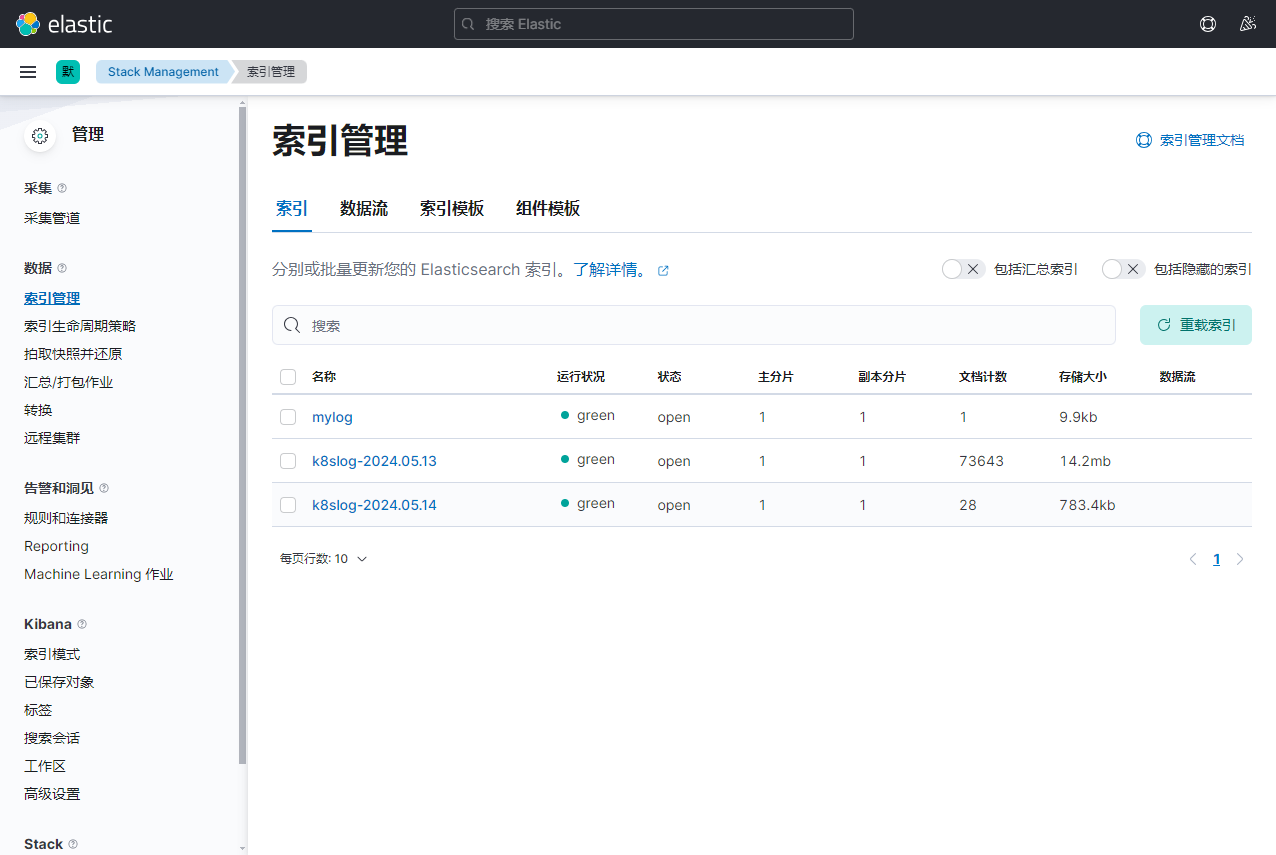 elastic
搜索 Elastic
默
Stack Management
索引管理
管理
采集
采集管道
数据
索引管理
索引生命周期策略
拍取快照并还原
汇总/打包作业
转换
远程集群
告警和洞见
规则和连接器
Reporting
Machine Learning 作业
Kibana
索引模式
已保存对象
标签
搜索会话
工作区
高级设置
Stack
索引管理
索引管理文档
索引 数据流 索引模板 组件模板
分别或批量更新您的 Elasticsearch 索引。了解详情。
包括汇总索引 包括隐藏的索引
搜索
重载索引
名称 运行状况 状态 主分片 副本分片 文档计数 存储大小 数据流
mylog green open 1 1 1 9.9kb
k8slog-2024.05.13 green open 1 1 73643 14.2mb
k8slog-2024.05.14 green open 1 1 28 783.4kb
每页行数: 10
1